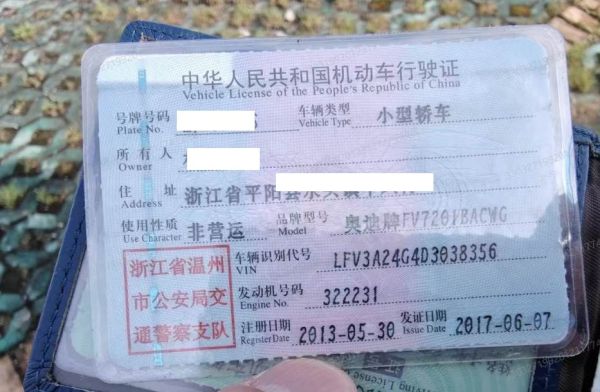 中华人民共和国机动车行驶证
Vehicle License of the People's Republic of China
号牌号码 车辆类型 小型轿车
Plate No. Vehicle Type
所有人
Owner
住址 浙江省平阳县
Address
使用性质 非营运 品牌型号 奥迪牌FV7201BACWG
Use Character Model
浙江省温州
市公安局交
通警察支队
车辆识别代号 LFV3A24G4D3038356
VIN
发动机号码 322231
Engine No.
注册日期 2013-05-30 发证日期 2017-06-07
Register Date Issue Date